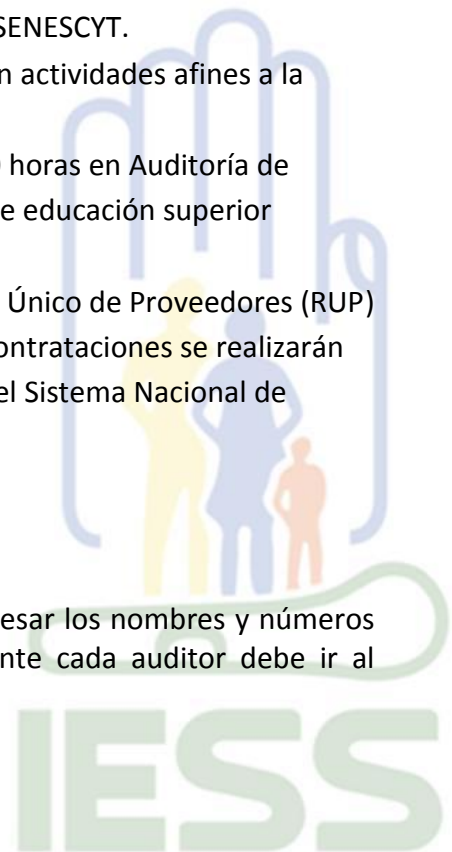 SENESCYT.
n actividades afines a la
horas en Auditoría de
e educación superior
Único de Proveedores (RUP)
ontrataciones se realizarán
el Sistema Nacional de
esar los nombres y números
nte cada auditor debe ir al
IESS